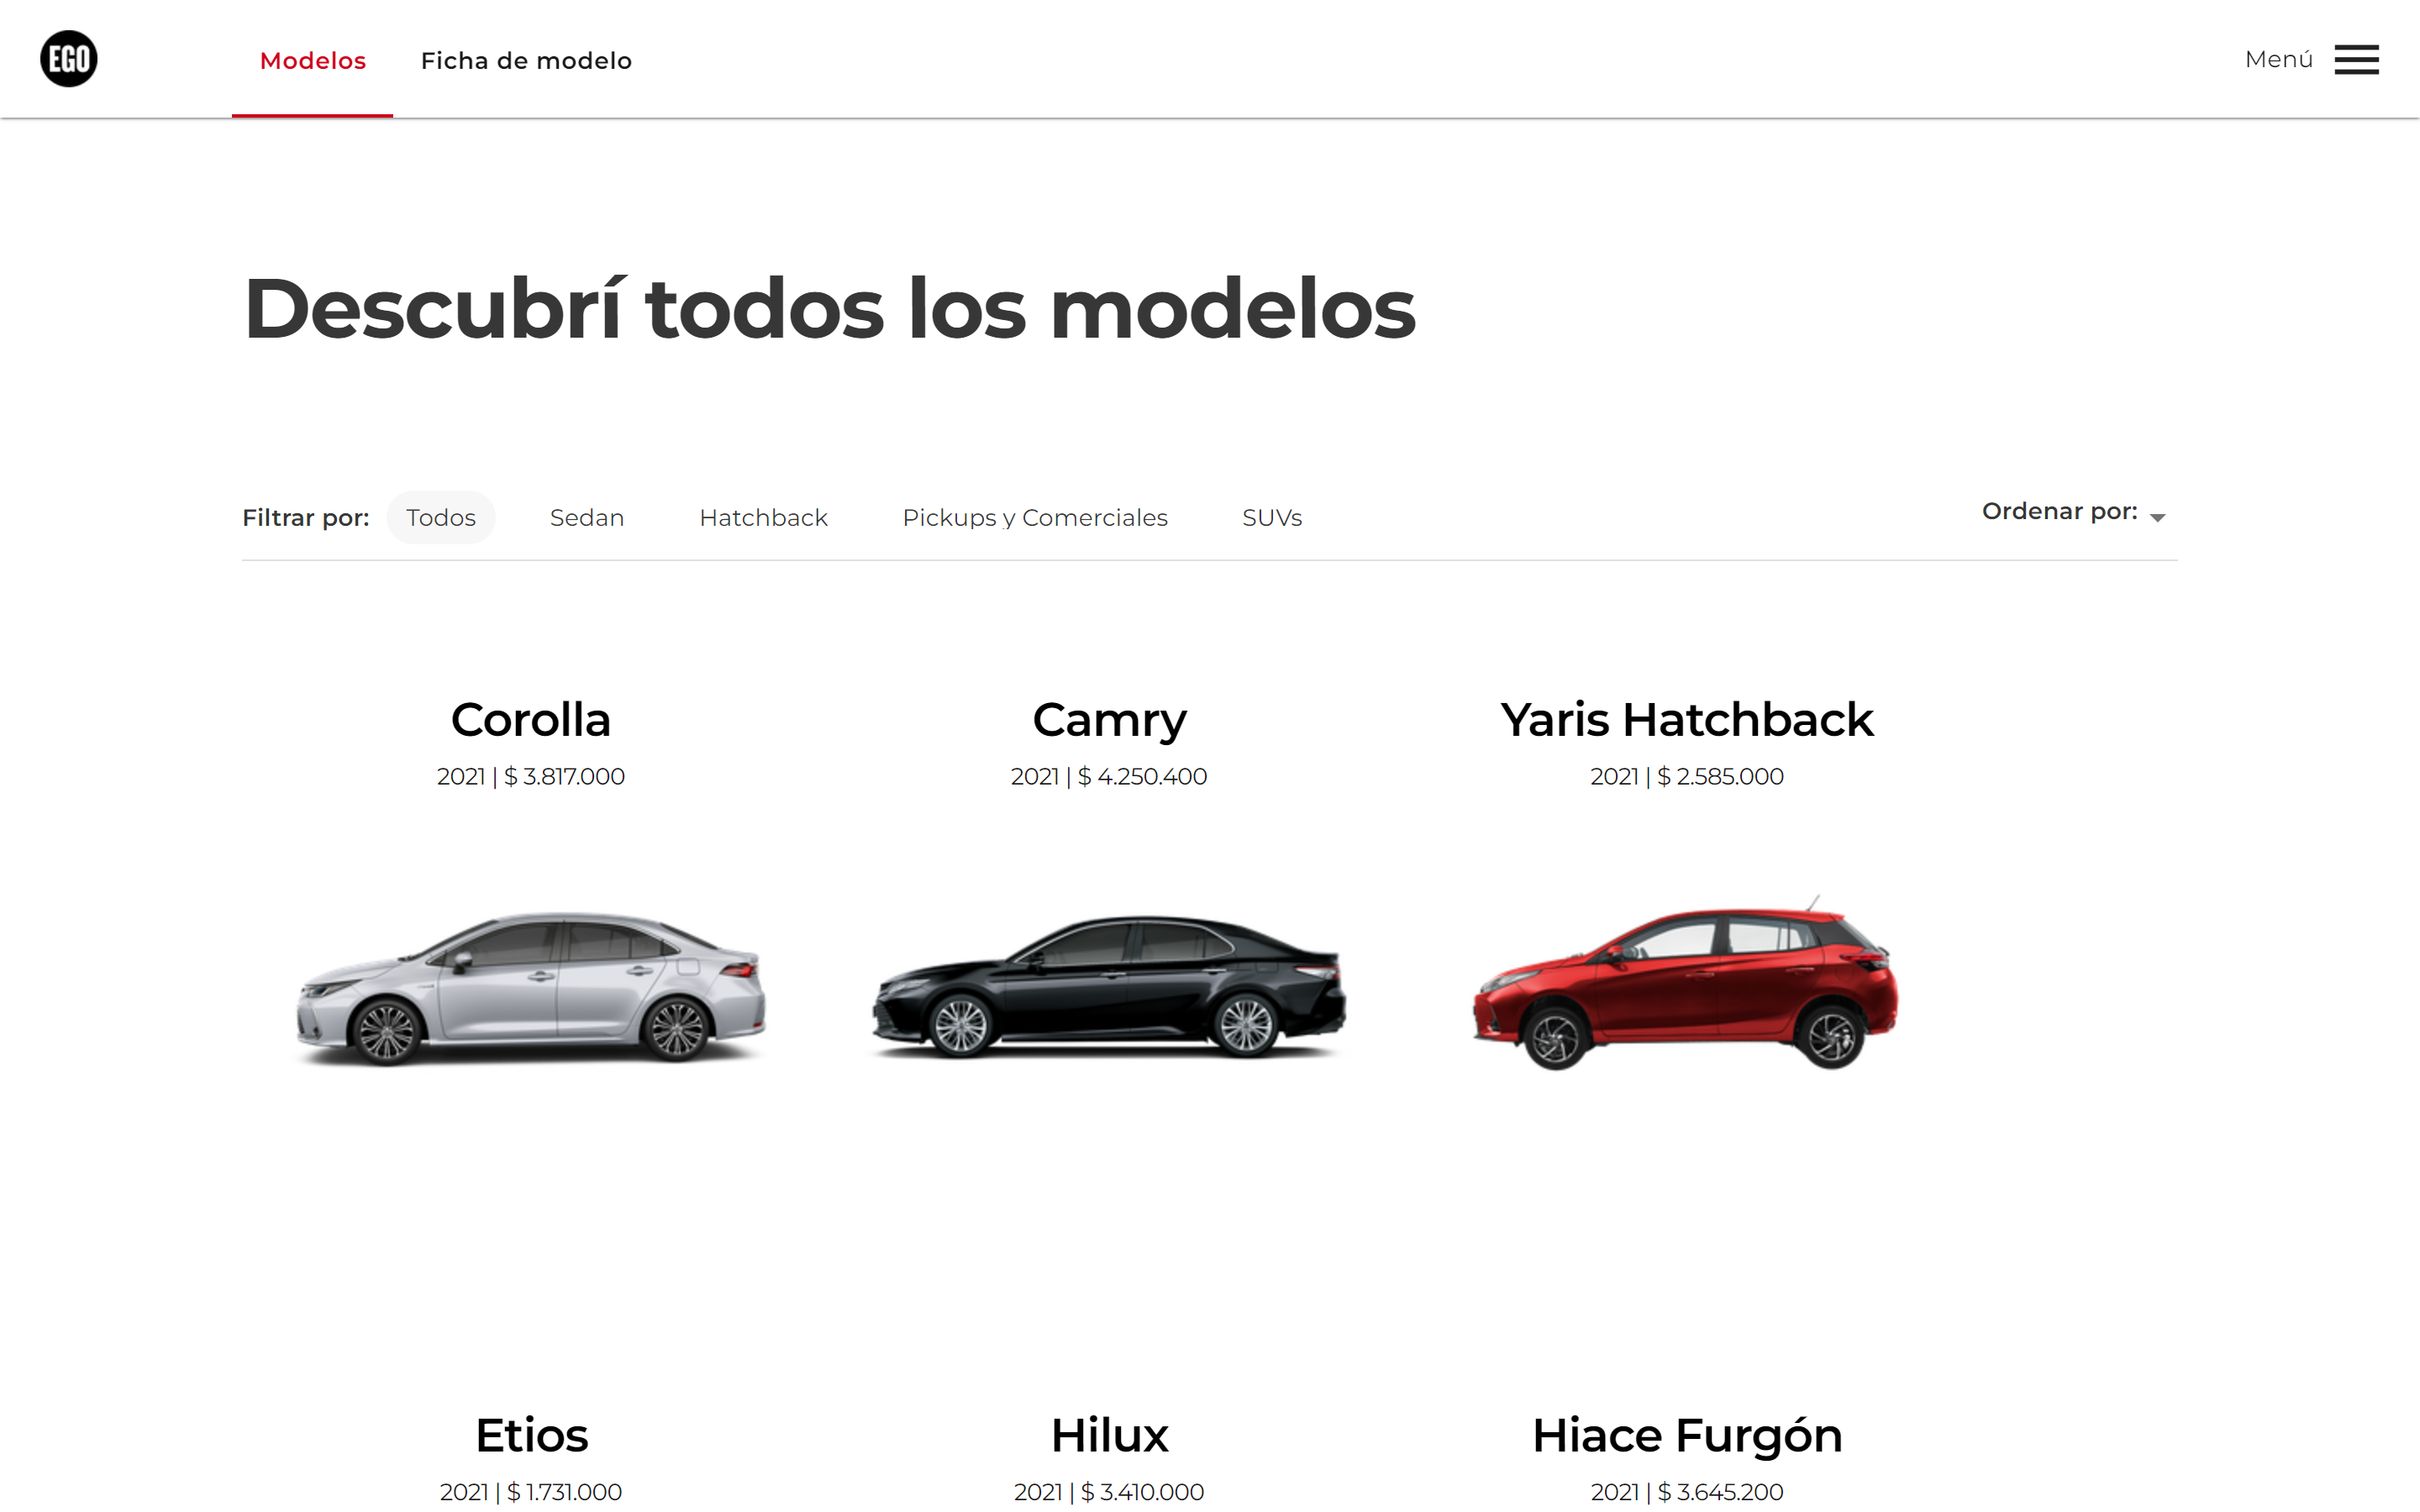 EGO
Modelos
Ficha de modelo
Menú
Descubrí todos los modelos
Filtrar por:
Todos
Sedan
Hatchback
Pickups y Comerciales
SUVs
Ordenar por:
Corolla
2021 | $ 3.817.000
Camry
2021 | $ 4.250.400
Yaris Hatchback
2021 | $ 2.585.000
Etios
2021 | $ 1.731.000
Hilux
2021 | $ 3.410.000
Hiace Furgón
2021 | $ 3.645.200